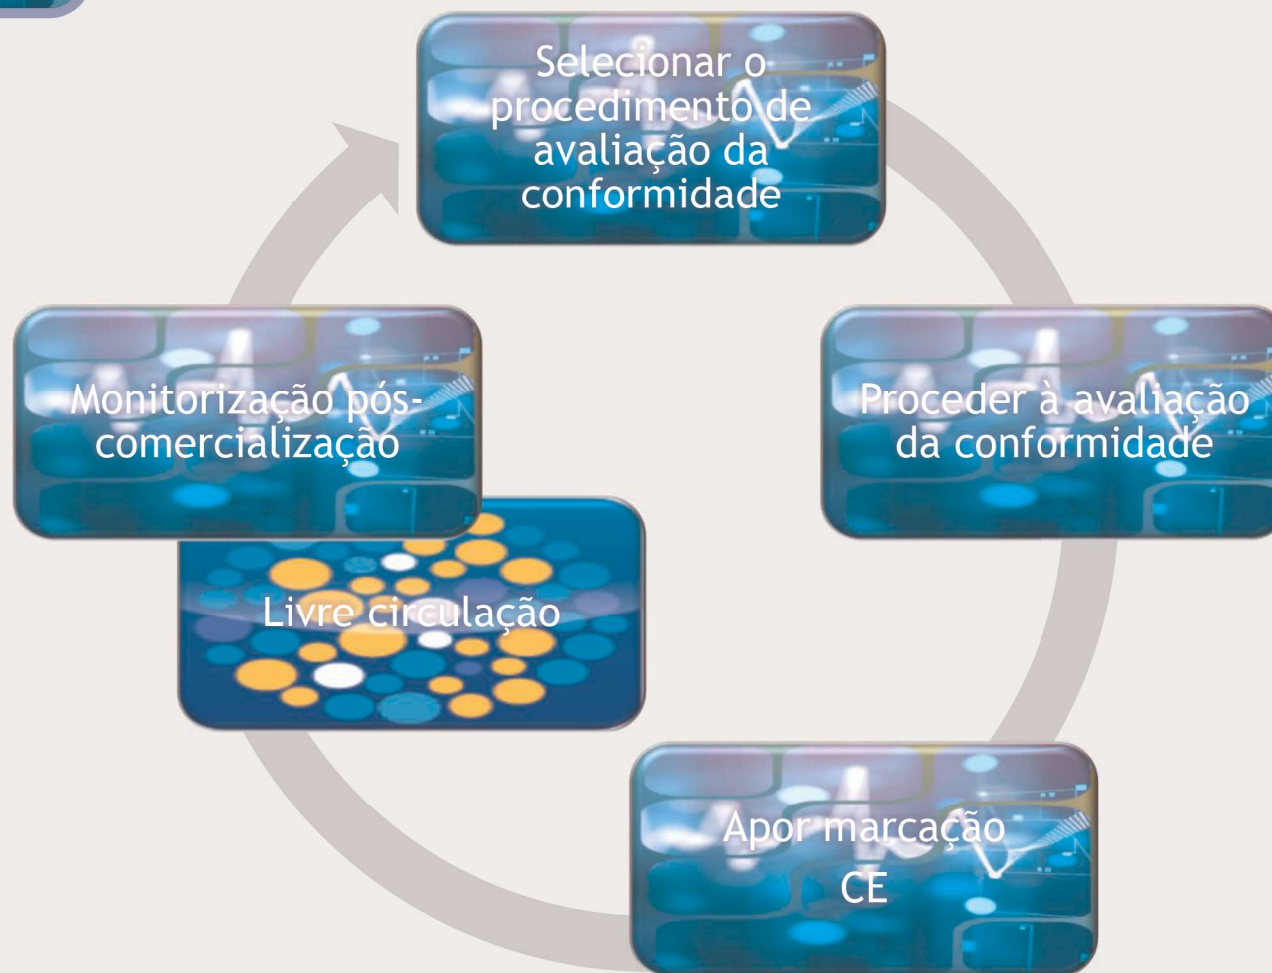 Selecionar o
procedimento de
avaliação da
conformidade
Proceder à avaliação
da conformidade
Apor marcação
CE
Livre circulação
Monitorização pós-
comercialização